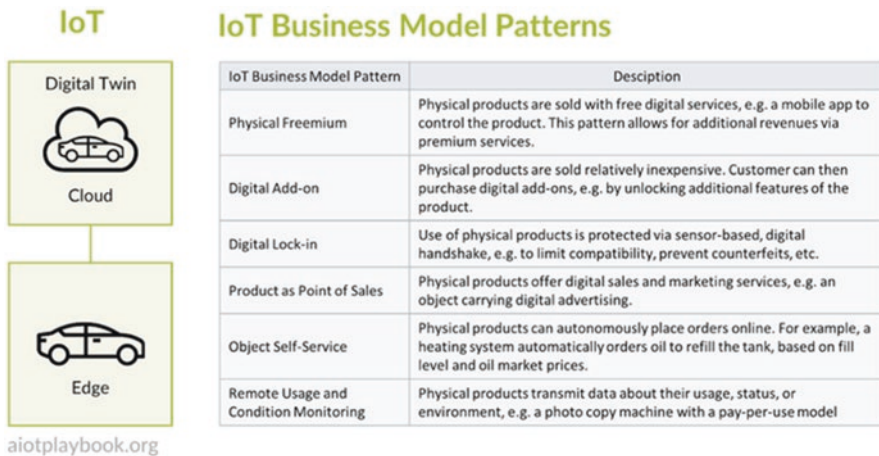 IoT
IoT Business Model Patterns
Digital Twin
Cloud
Edge
aiotplaybook.org
IoT Business Model Pattern
Desciption
Physical Freemium
Physical products are sold with free digital services, e.g. a mobile app to
control the product. This pattern allows for additional revenues via
premium services.
Digital Add-on
Physical products are sold relatively inexpensive. Customer can then
purchase digital add-ons, e.g. by unlocking additional features of the
product.
Digital Lock-in
Use of physical products is protected via sensor-based, digital
handshake, e.g. to limit compatibility, prevent counterfeits, etc.
Product as Point of Sales
Physical products offer digital sales and marketing services, e.g. an
object carrying digital advertising.
Object Self-Service
Physical products can autonomously place orders online. For example, a
heating system automatically orders oil to refill the tank, based on fill
level and oil market prices.
Remote Usage and
Condition Monitoring
Physical products transmit data about their usage, status, or
environment, e.g. a photo copy machine with a pay-per-use model